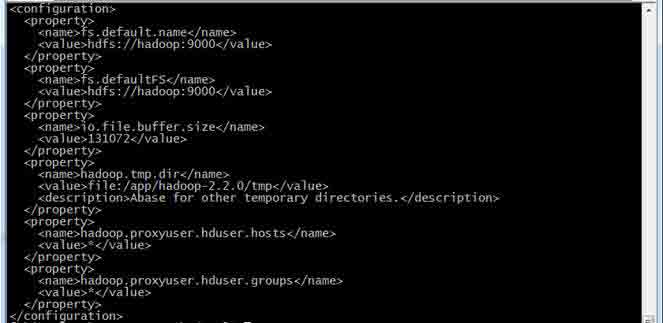 <configuration>
  <property>
    <name>fs.default.name</name>
    <value>hdfs://hadoop:9000</value>
  </property>
  <property>
    <name>fs.defaultFS</name>
    <value>hdfs://hadoop:9000</value>
  </property>
  <property>
    <name>io.file.buffer.size</name>
    <value>131072</value>
  </property>
  <property>
    <name>hadoop.tmp.dir</name>
    <value>file:/app/hadoop-2.2.0/tmp</value>
    <description>Abase for other temporary directories.</description>
  </property>
  <property>
    <name>hadoop.proxyuser.hduser.hosts</name>
    <value>*</value>
  </property>
  <property>
    <name>hadoop.proxyuser.hduser.groups</name>
    <value>*</value>
  </property>
</configuration>